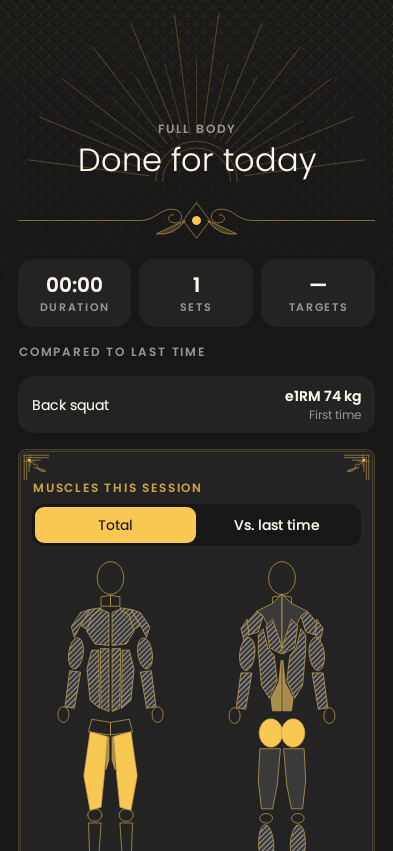 FULL BODY
Done for today
00:00
DURATION
1
SETS
—
TARGETS
COMPARED TO LAST TIME
Back squat
e1RM 74 kg
First time
MUSCLES THIS SESSION
Total
Vs. last time